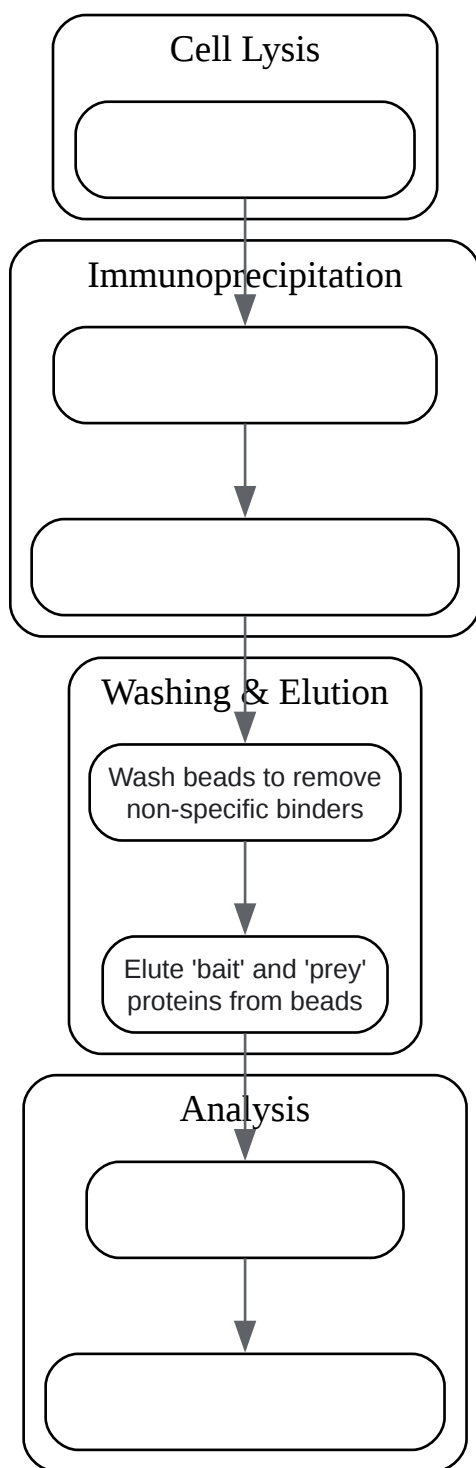 Cell Lysis
Immunoprecipitation
Washing & Elution
Wash beads to remove
non-specific binders
Elute 'bait' and 'prey'
proteins from beads
Analysis